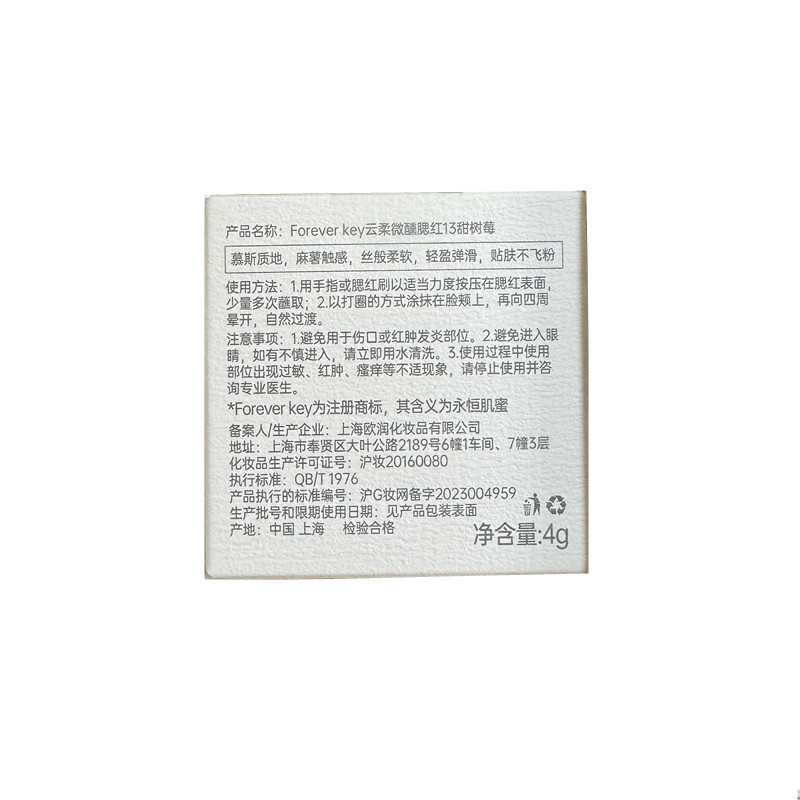 产品名称：Forever key云柔微醺腮红13甜树莓
慕斯质地，麻薯触感，丝般柔软，轻盈弹滑，贴肤不飞粉
使用方法：1.用手指或腮红刷以适当力度按压在腮红表面，
少量多次蘸取；2.以打圈的方式涂抹在脸颊上，再向四周
晕开，自然过渡。
注意事项：1.避免用于伤口或红肿发炎部位。2.避免进入眼
睛，如有不慎进入，请立即用水清洗。3.使用过程中使用
部位出现过敏、红肿、瘙痒等不适现象，请停止使用并咨
询专业医生。
*Forever key为注册商标，其含义为永恒肌蜜
备案人/生产企业：上海欧润化妆品有限公司
地址：上海市奉贤区大叶公路2189号6幢1车间、7幢3层
化妆品生产许可证号：沪妆20160080
执行标准：QB/T 1976
产品执行的标准编号：沪G妆网备字2023004959
生产批号和限期使用日期：见产品包装表面
产地：中国 上海 检验合格
净含量:4g